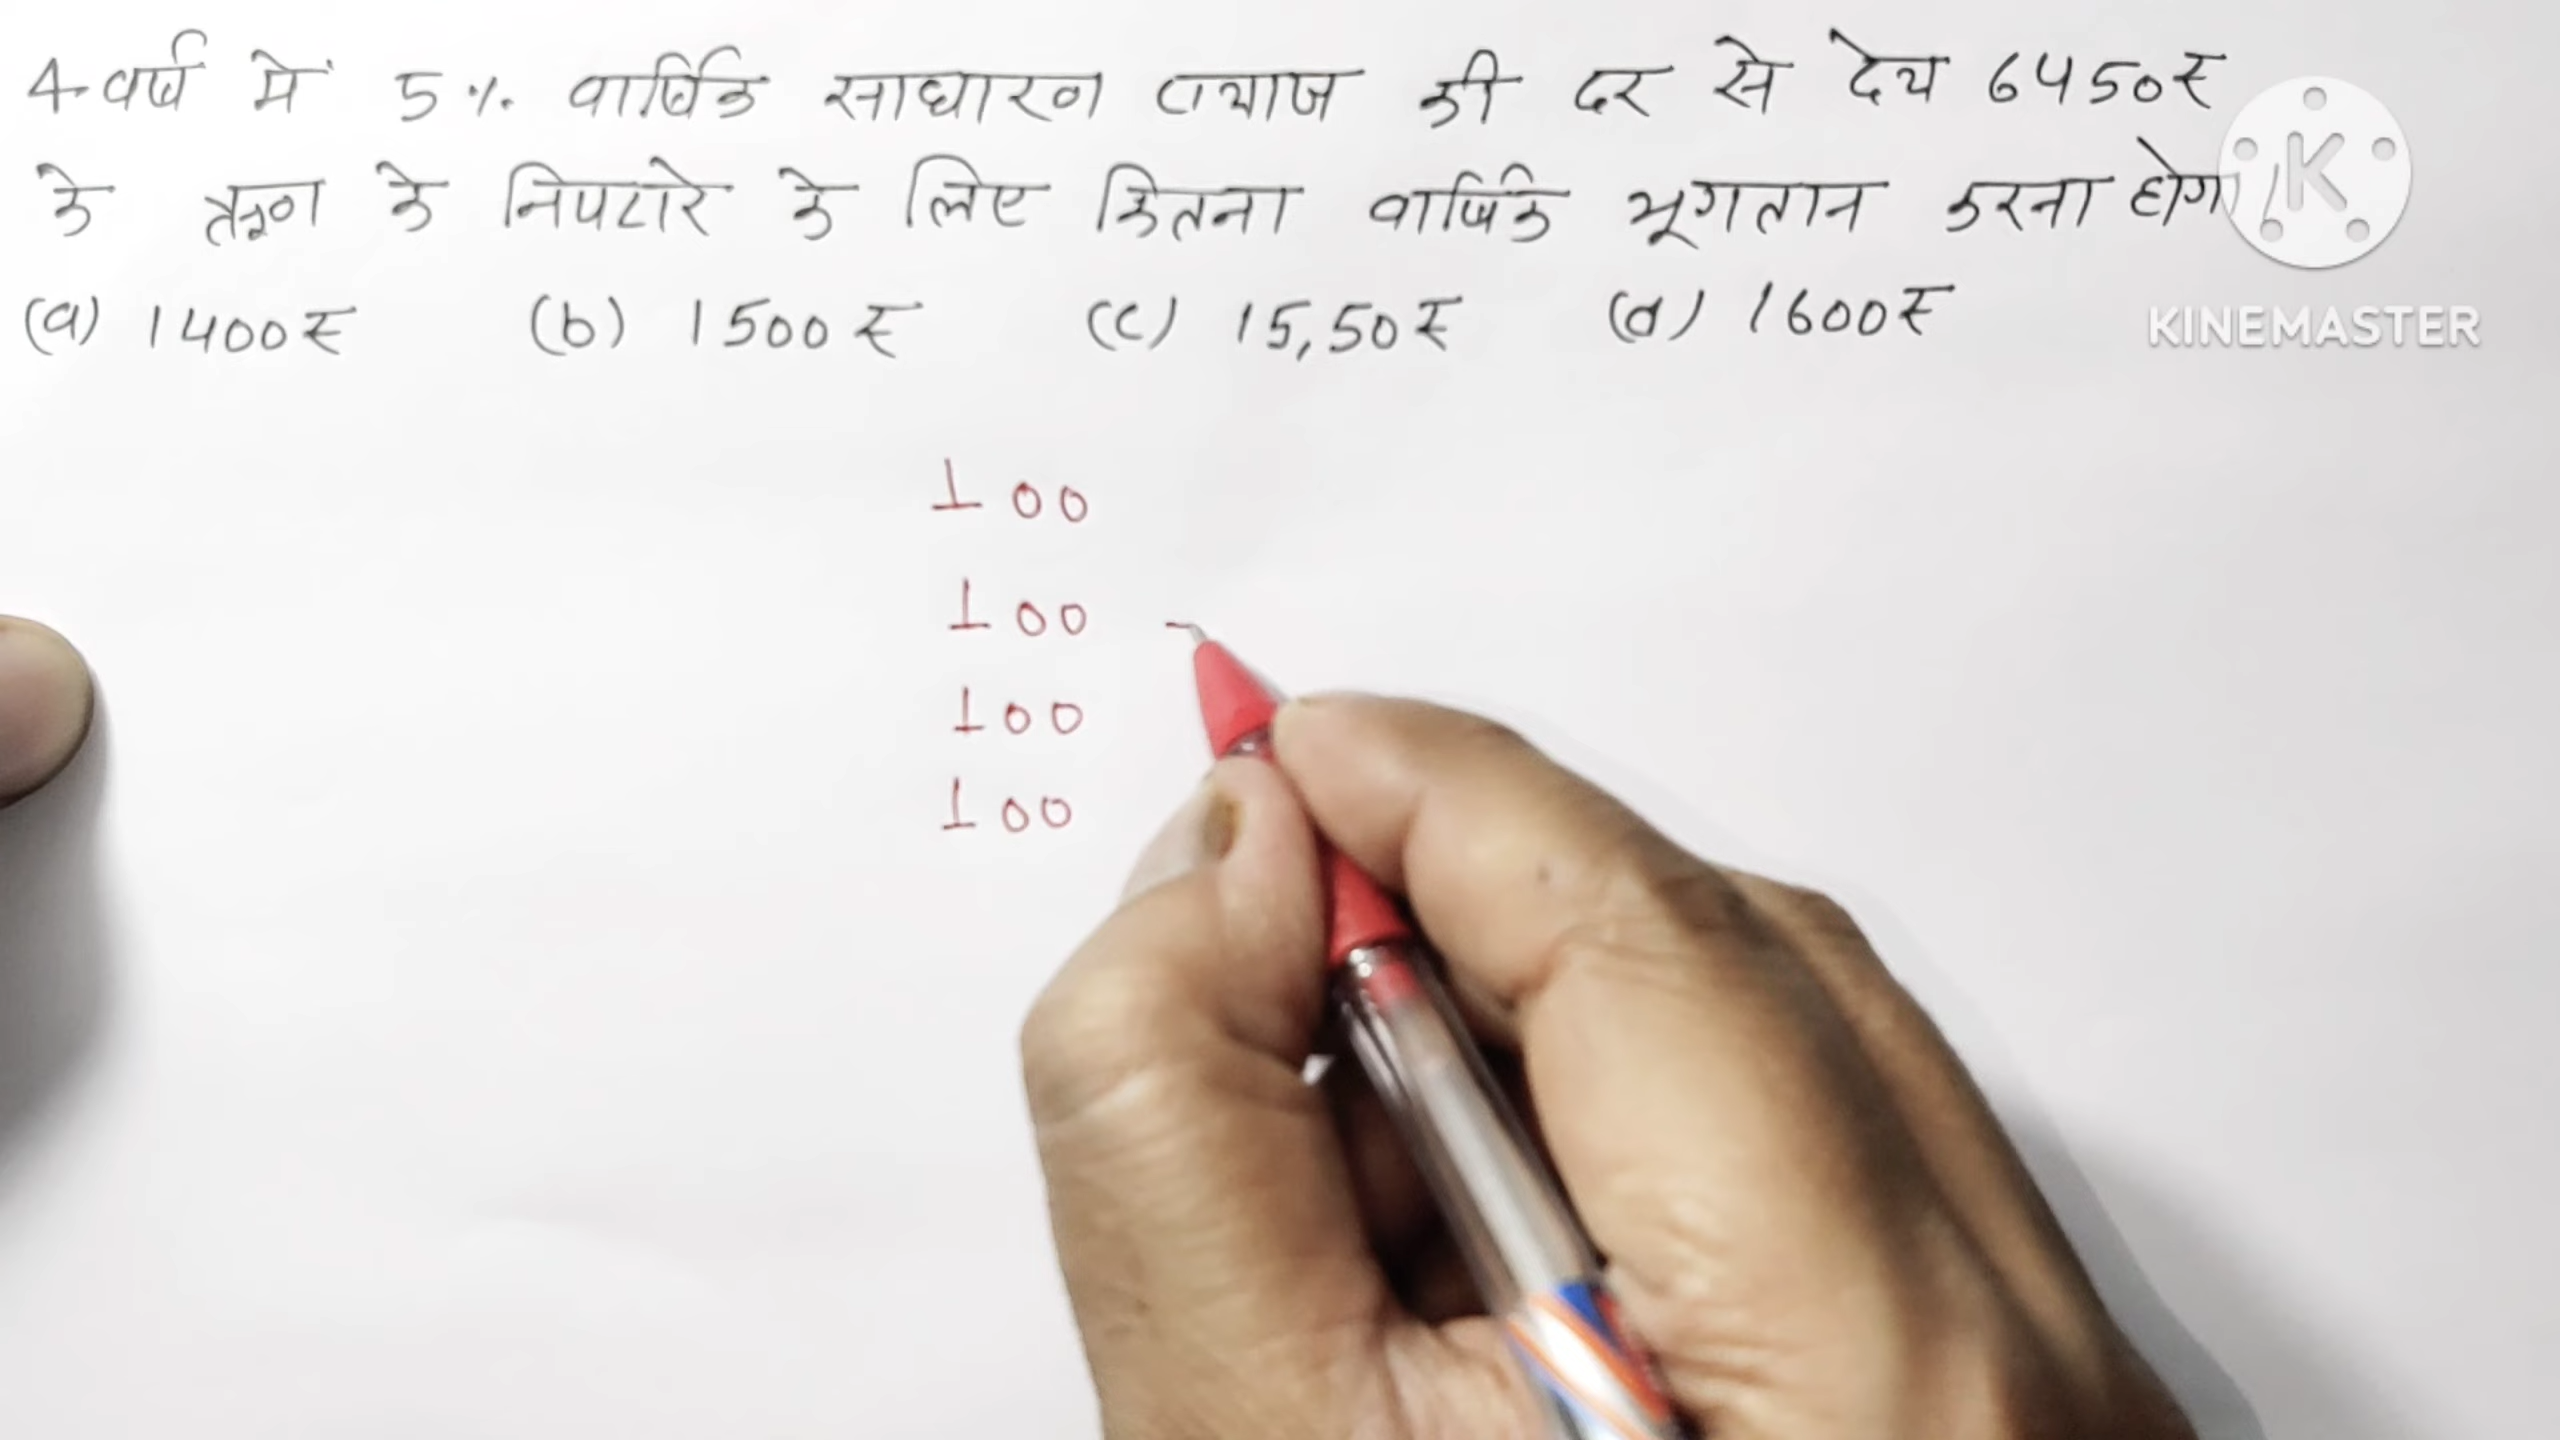 4 वर्ष में 5% वार्षिक साधारण ब्याज की दर से देय 6450₹
के ऋण के निपटारे के लिए कितना वार्षिक भूगतान करना होगा
(a) 1400₹ (b) 1500₹ (c) 15,50₹ (d) 1600₹
K
KINEMASTER
100
100 -
100
100